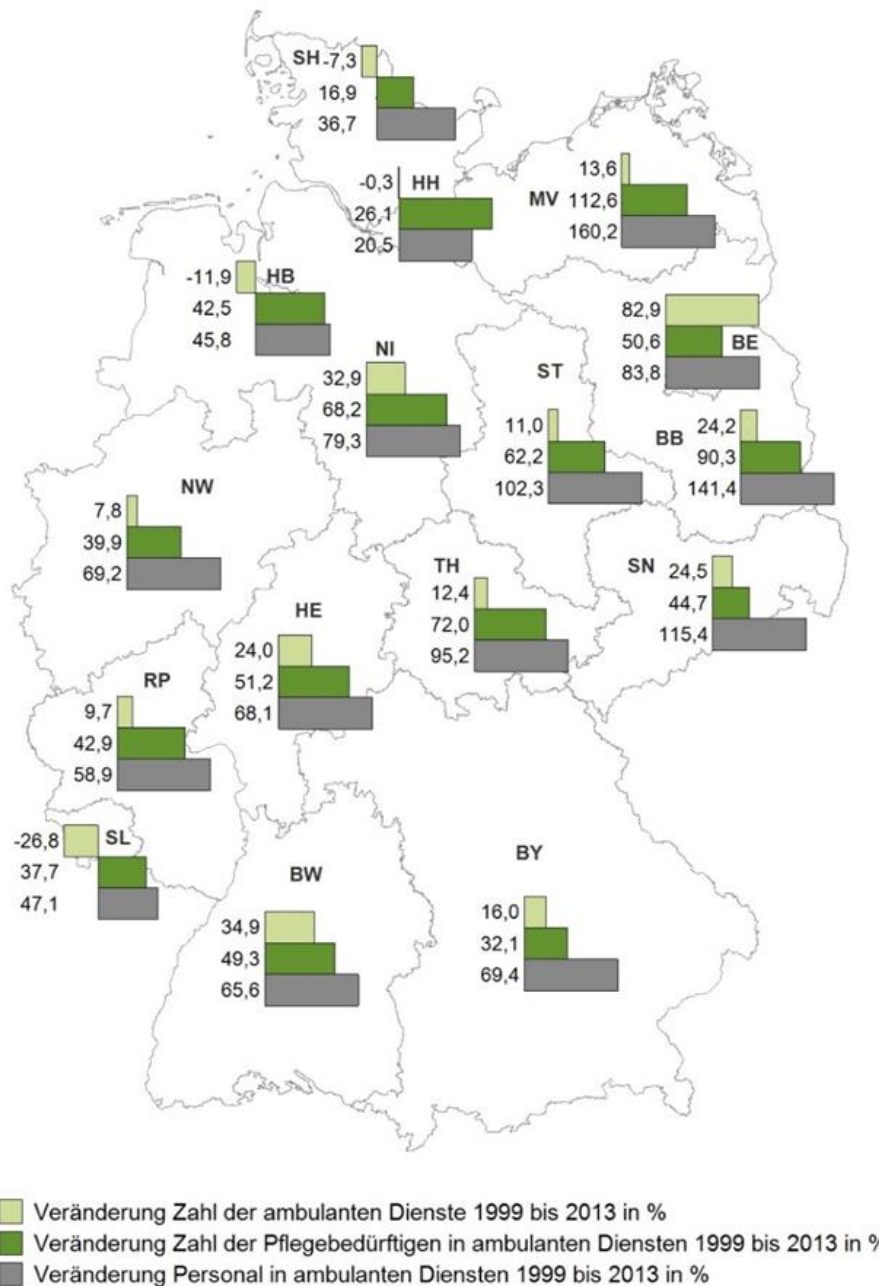 SH -7,3
16,9
36,7
-0,3 HH
26,1
20,5
13,6
MV 112,6
160,2
-11,9 HB
42,5
45,8
82,9
50,6 BE
83,8
NI
32,9
68,2
79,3
ST
11,0
62,2
102,3
BB
24,2
90,3
141,4
NW
7,8
39,9
69,2
TH
12,4
72,0
95,2
SN
24,5
44,7
115,4
HE
24,0
51,2
68,1
RP
9,7
42,9
58,9
-26,8 SL
37,7
47,1
BW
34,9
49,3
65,6
BY
16,0
32,1
69,4
Veränderung Zahl der ambulanten Dienste 1999 bis 2013 in %
Veränderung Zahl der Pflegebedürftigen in ambulanten Diensten 1999 bis 2013 in %
Veränderung Personal in ambulanten Diensten 1999 bis 2013 in %